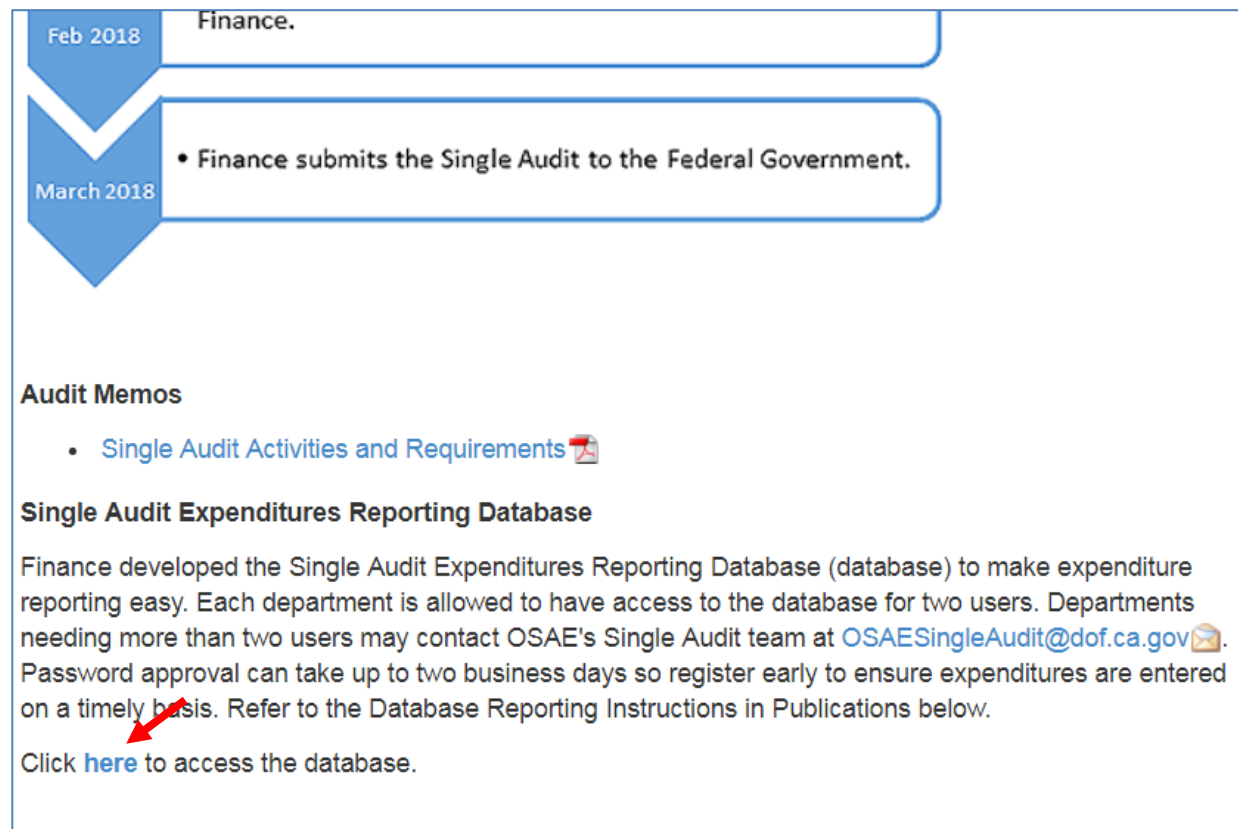 Feb 2018
Finance.
• Finance submits the Single Audit to the Federal Government.
March 2018
Audit Memos
• Single Audit Activities and Requirements
Single Audit Expenditures Reporting Database
Finance developed the Single Audit Expenditures Reporting Database (database) to make expenditure
reporting easy. Each department is allowed to have access to the database for two users. Departments
needing more than two users may contact OSAE's Single Audit team at OSAESingleAudit@dof.ca.gov.
Password approval can take up to two business days so register early to ensure expenditures are entered
on a timely basis. Refer to the Database Reporting Instructions in Publications below.
Click here to access the database.